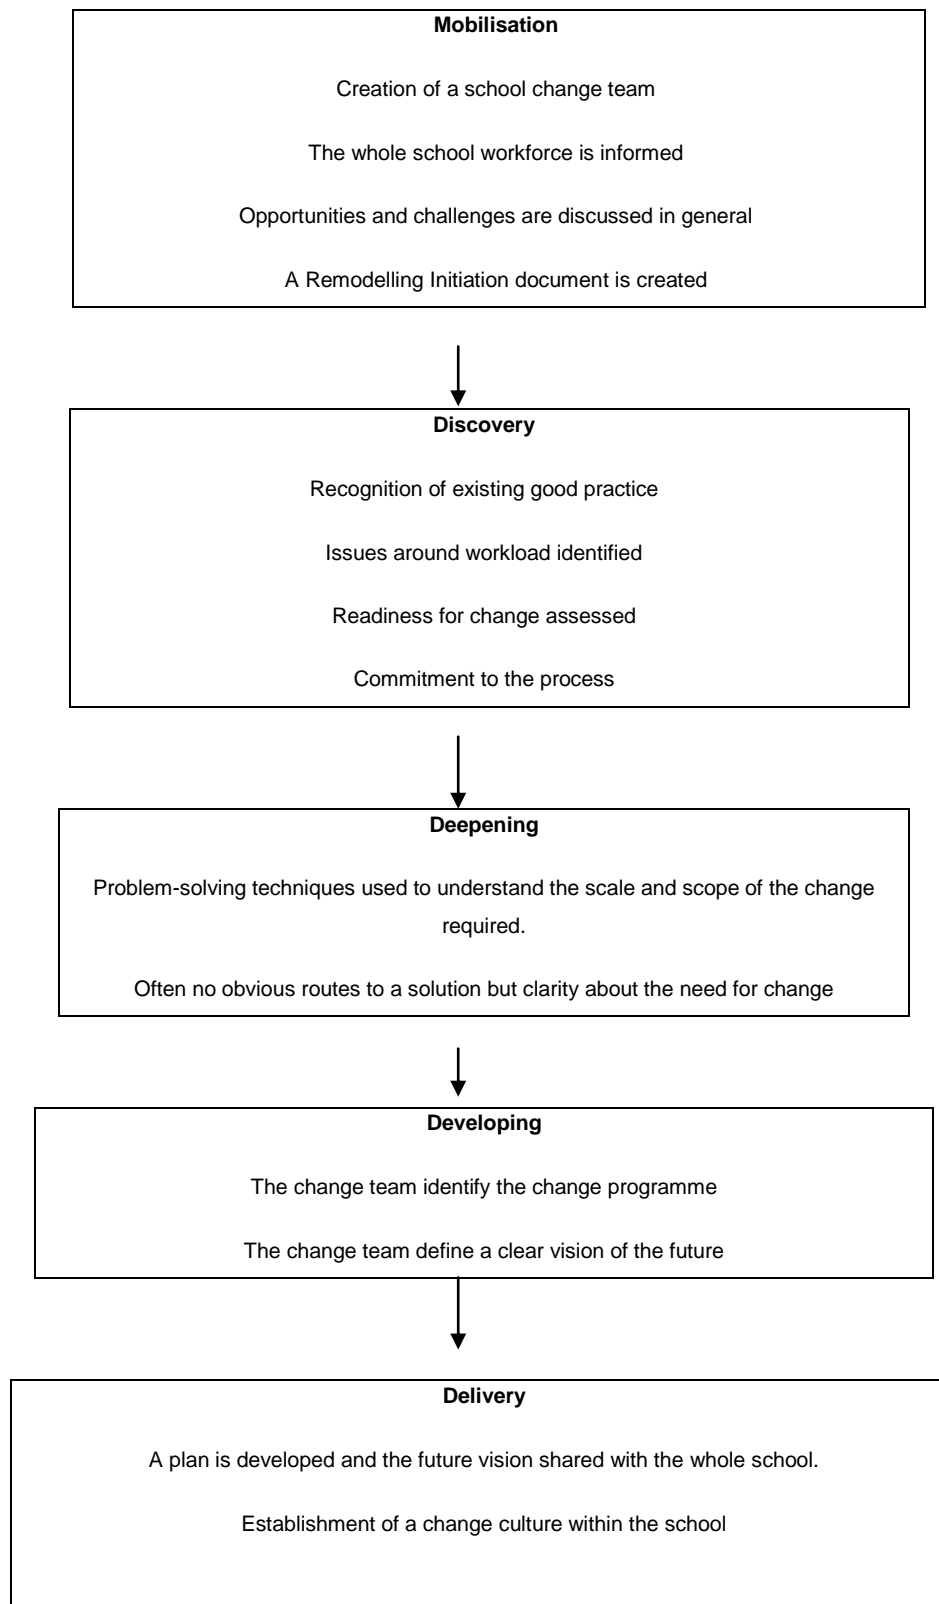 Mobilisation
Creation of a school change team
The whole school workforce is informed
Opportunities and challenges are discussed in general
A Remodelling Initiation document is created
Discovery
Recognition of existing good practice
Issues around workload identified
Readiness for change assessed
Commitment to the process
Deepening
Problem-solving techniques used to understand the scale and scope of the change
required.
Often no obvious routes to a solution but clarity about the need for change
Developing
The change team identify the change programme
The change team define a clear vision of the future
Delivery
A plan is developed and the future vision shared with the whole school.
Establishment of a change culture within the school